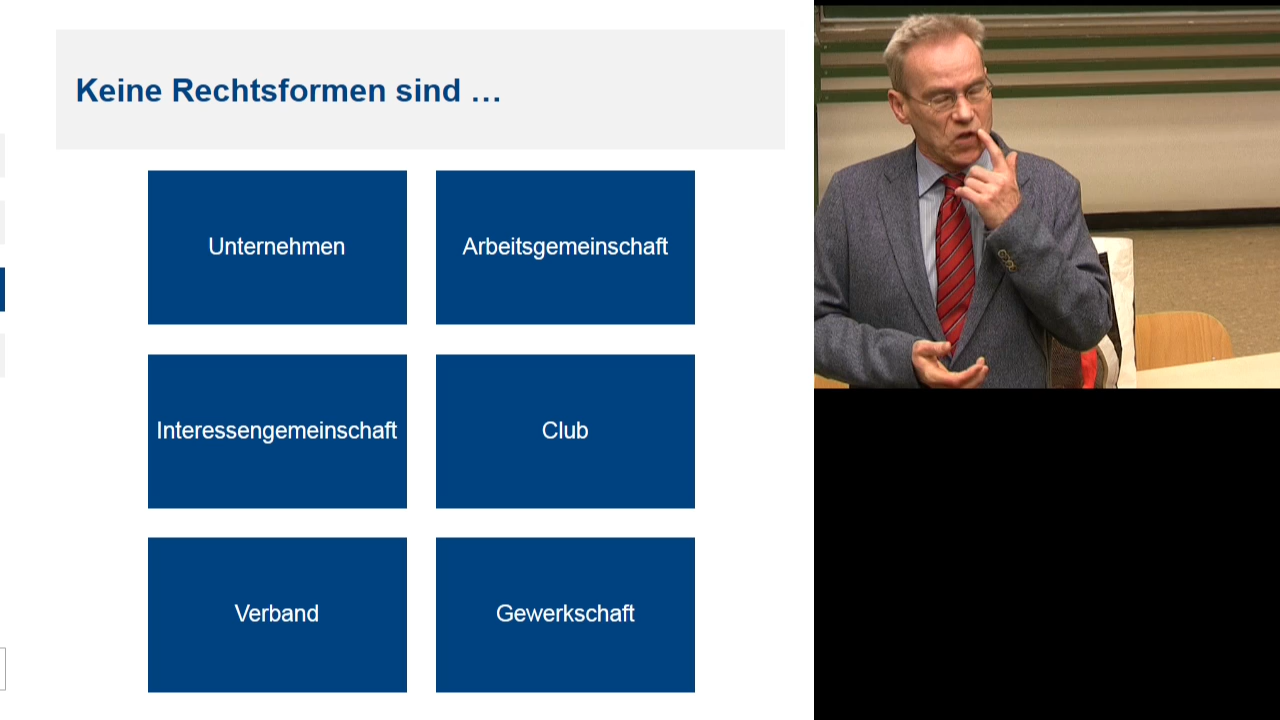 Keine Rechtsformen sind …
Unternehmen
Arbeitsgemeinschaft
Interessengemeinschaft
Club
Verband
Gewerkschaft